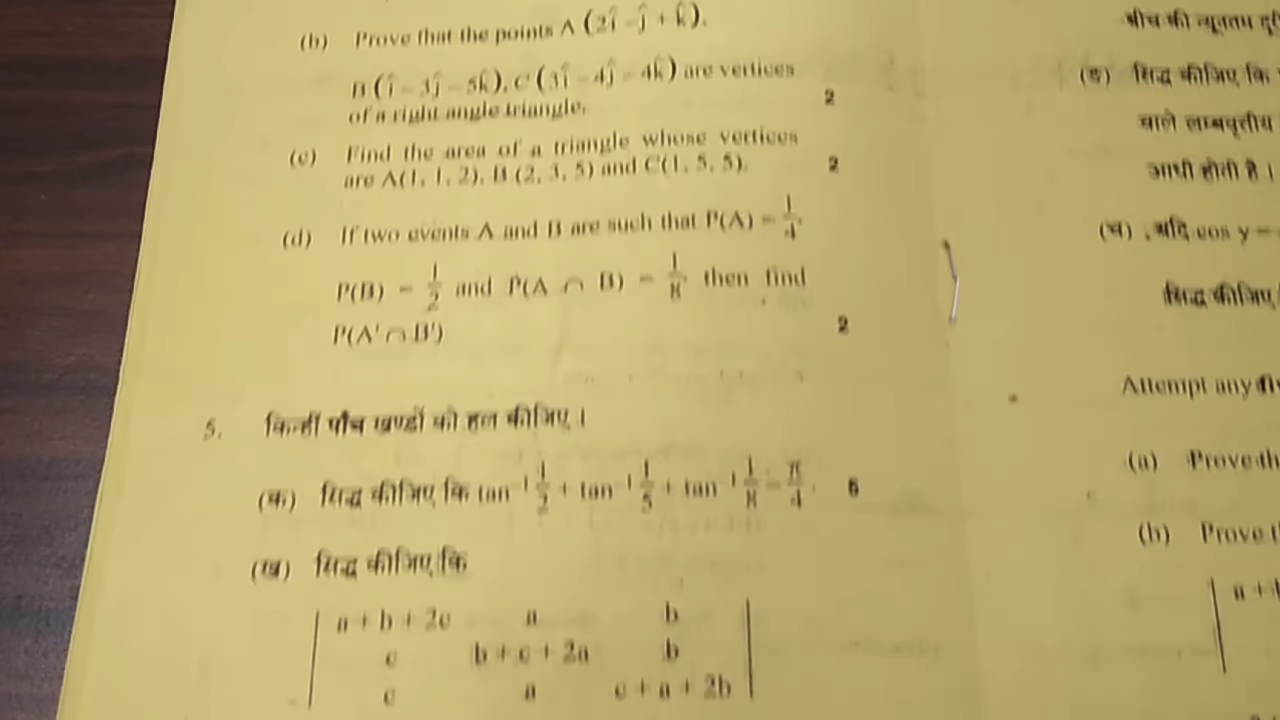 (b) Prove that the points A (2î - ĵ + k̂),
B (î - 3ĵ - 5k̂), C (3î - 4ĵ - 4k̂) are vertices
of a right angle triangle. 2
(c) Find the area of a triangle whose vertices
are A(1, 1, 2), B (2, 3, 5) and C(1, 5, 5). 2
(d) If two events A and B are such that P(A) = 1/4,
P(B) = 1/2 and P(A ∩ B) = 1/8, then find
P(A' ∩ B') 2
5. किन्हीं पाँच खण्डों को हल कीजिए ।
(क) सिद्ध कीजिए कि tan⁻¹ 1/2 + tan⁻¹ 1/5 + tan⁻¹ 1/8 = π/4. 5
(ख) सिद्ध कीजिए कि
| a + b + 2c a b |
| c b + c + 2a b |
| c a c + a + 2b |
बीच की न्यूनतम
(ङ) सिद्ध कीजिए कि
वाले लम्बवृत्तीय
आधी होती है ।
(च) यदि cos y =
सिद्ध कीजिए
Attempt any
(a) Prove
(b) Prove
a +